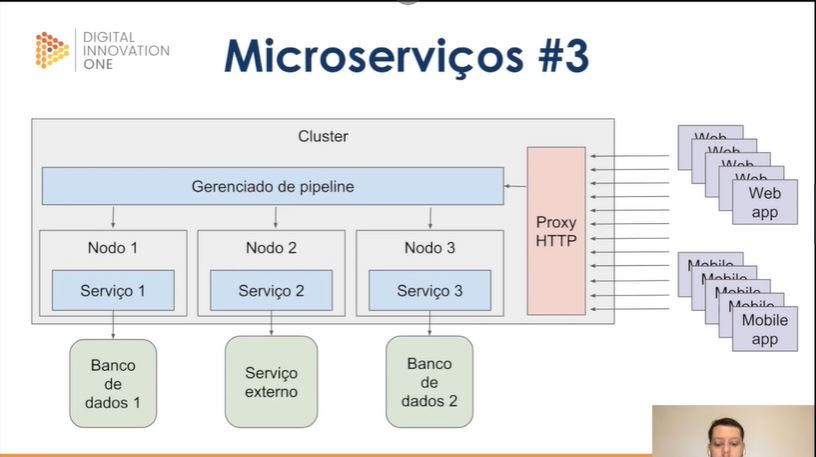 DIGITAL
INNOVATION
ONE
Microserviços #3
Cluster
Gerenciado de pipeline
Proxy
HTTP
Nodo 1
Nodo 2
Nodo 3
Serviço 1
Serviço 2
Serviço 3
Banco
de
dados 1
Serviço
externo
Banco
de
dados 2
Web
Web
Web
Web
Web
app
Mobile
Mobile
Mobile
Mobile
Mobile
app